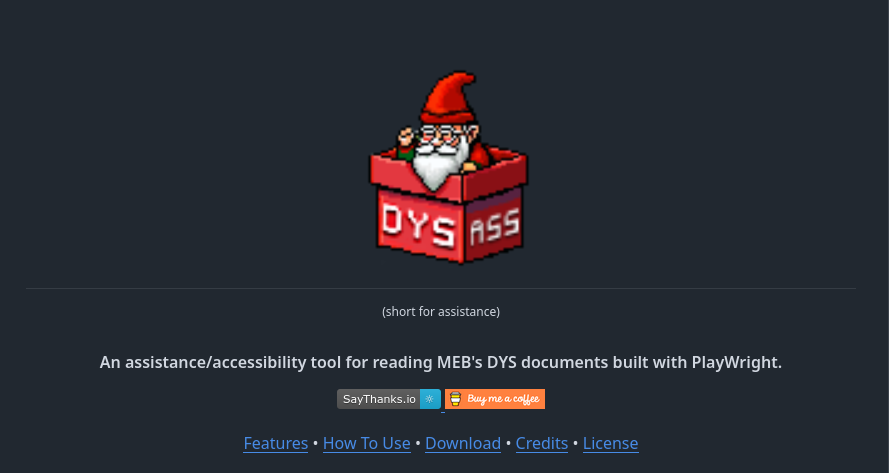 DYS ASS
(short for assistance)
An assistance/accessibility tool for reading MEB's DYS documents built with PlayWright.
SayThanks.io Buy me a coffee
Features • How To Use • Download • Credits • License